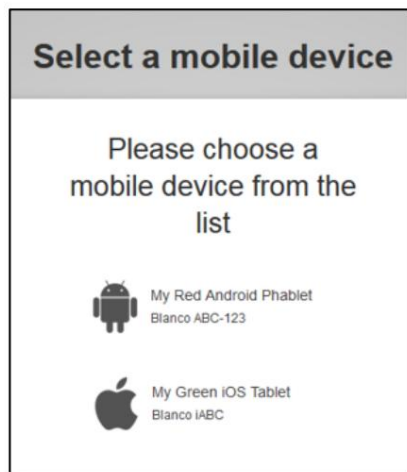 Select a mobile device
Please choose a
mobile device from the
list
My Red Android Phablet
Blanco ABC-123
My Green iOS Tablet
Blanco iABC